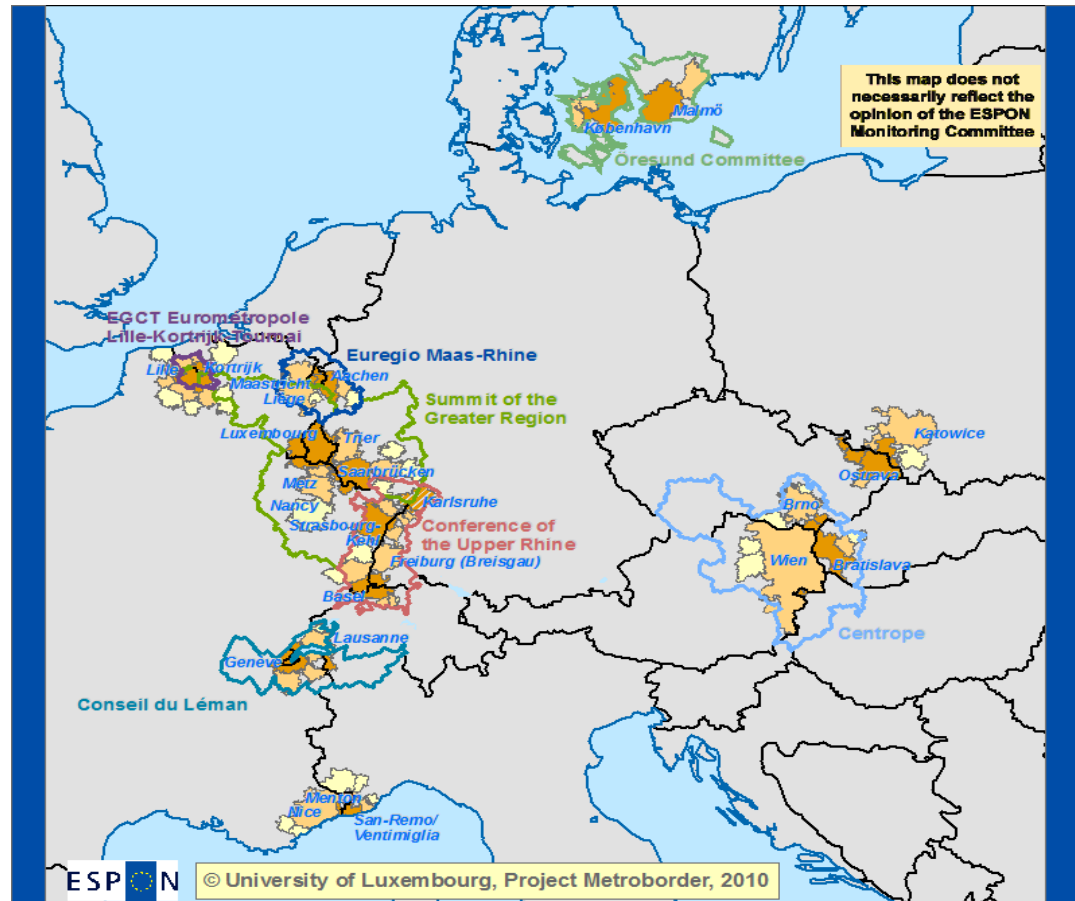 This map does not
necessarily reflect the
opinion of the ESPON
Monitoring Committee
Malmö
København
Öresund Committee
EGCT Eurometropole
Lille-Kortrijk Tournai
Euregio Maas-Rhine
Lille
Kortrijk
Maastricht
Aachen
Liège
Summit of the
Greater Region
Luxembourg
Trier
Katowice
Saarbrücken
Ostrava
Metz
Nancy
Karlsruhe
Brno
Strasbourg-
Kehl
Conference of
the Upper Rhine
Freiburg (Breisgau)
Wien
Bratislava
Basel
Centrope
Lausanne
Genève
Conseil du Léman
Menton
Nice
San-Remo/
Ventimiglia
ESPON
© University of Luxembourg, Project Metroborder, 2010